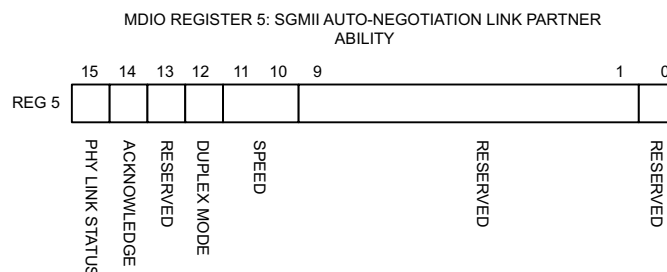 MDIO REGISTER 5: SGMII AUTO-NEGOTIATION LINK PARTNER
ABILITY
15 14 13 12 11 10 9 1 0
REG 5
PHY LINK STATUS
ACKNOWLEDGE
RESERVED
DUPLEX MODE
SPEED
RESERVED
RESERVED